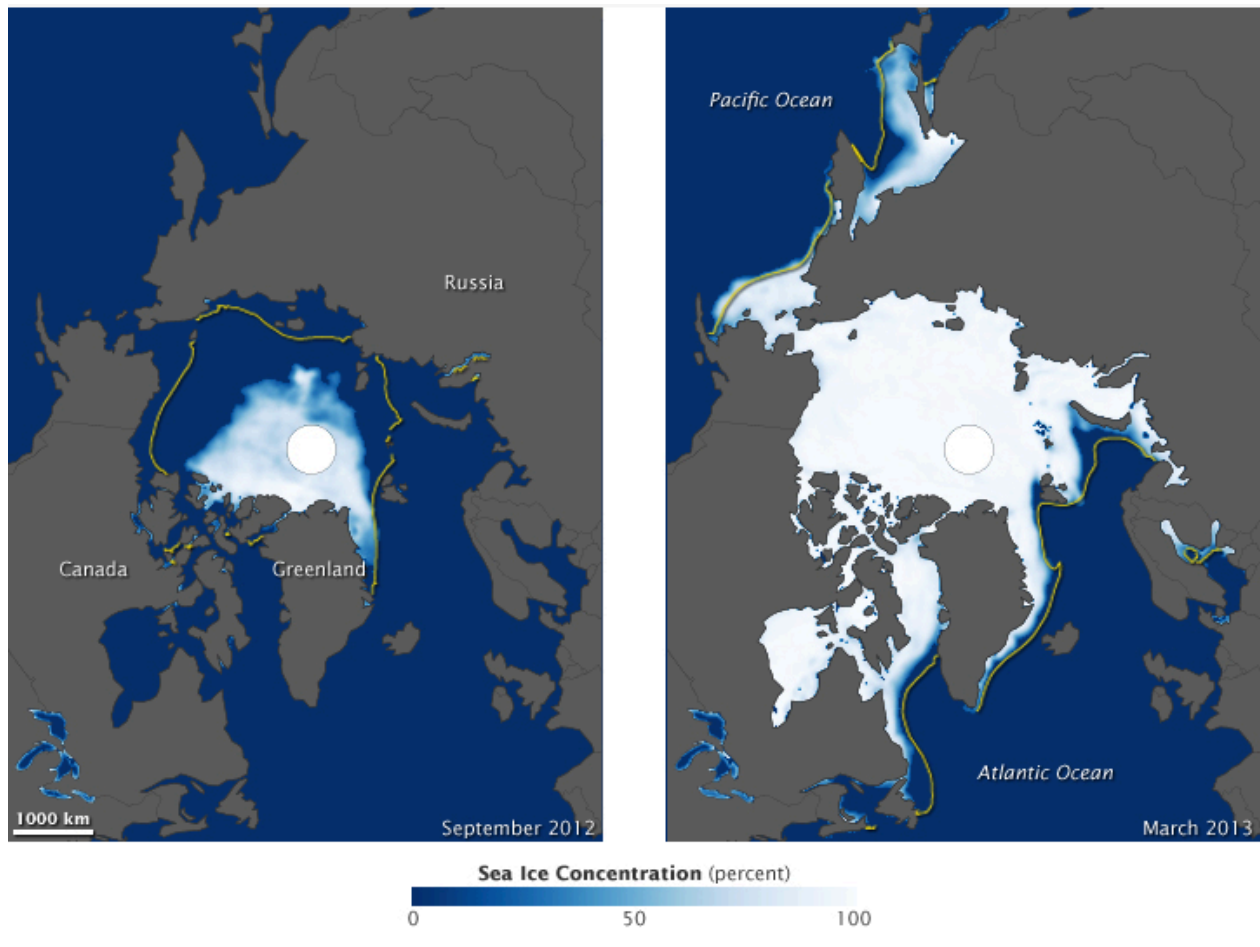 Russia
Canada
Greenland
1000 km
September 2012
Pacific Ocean
Atlantic Ocean
March 2013
Sea Ice Concentration (percent)
0 50 100